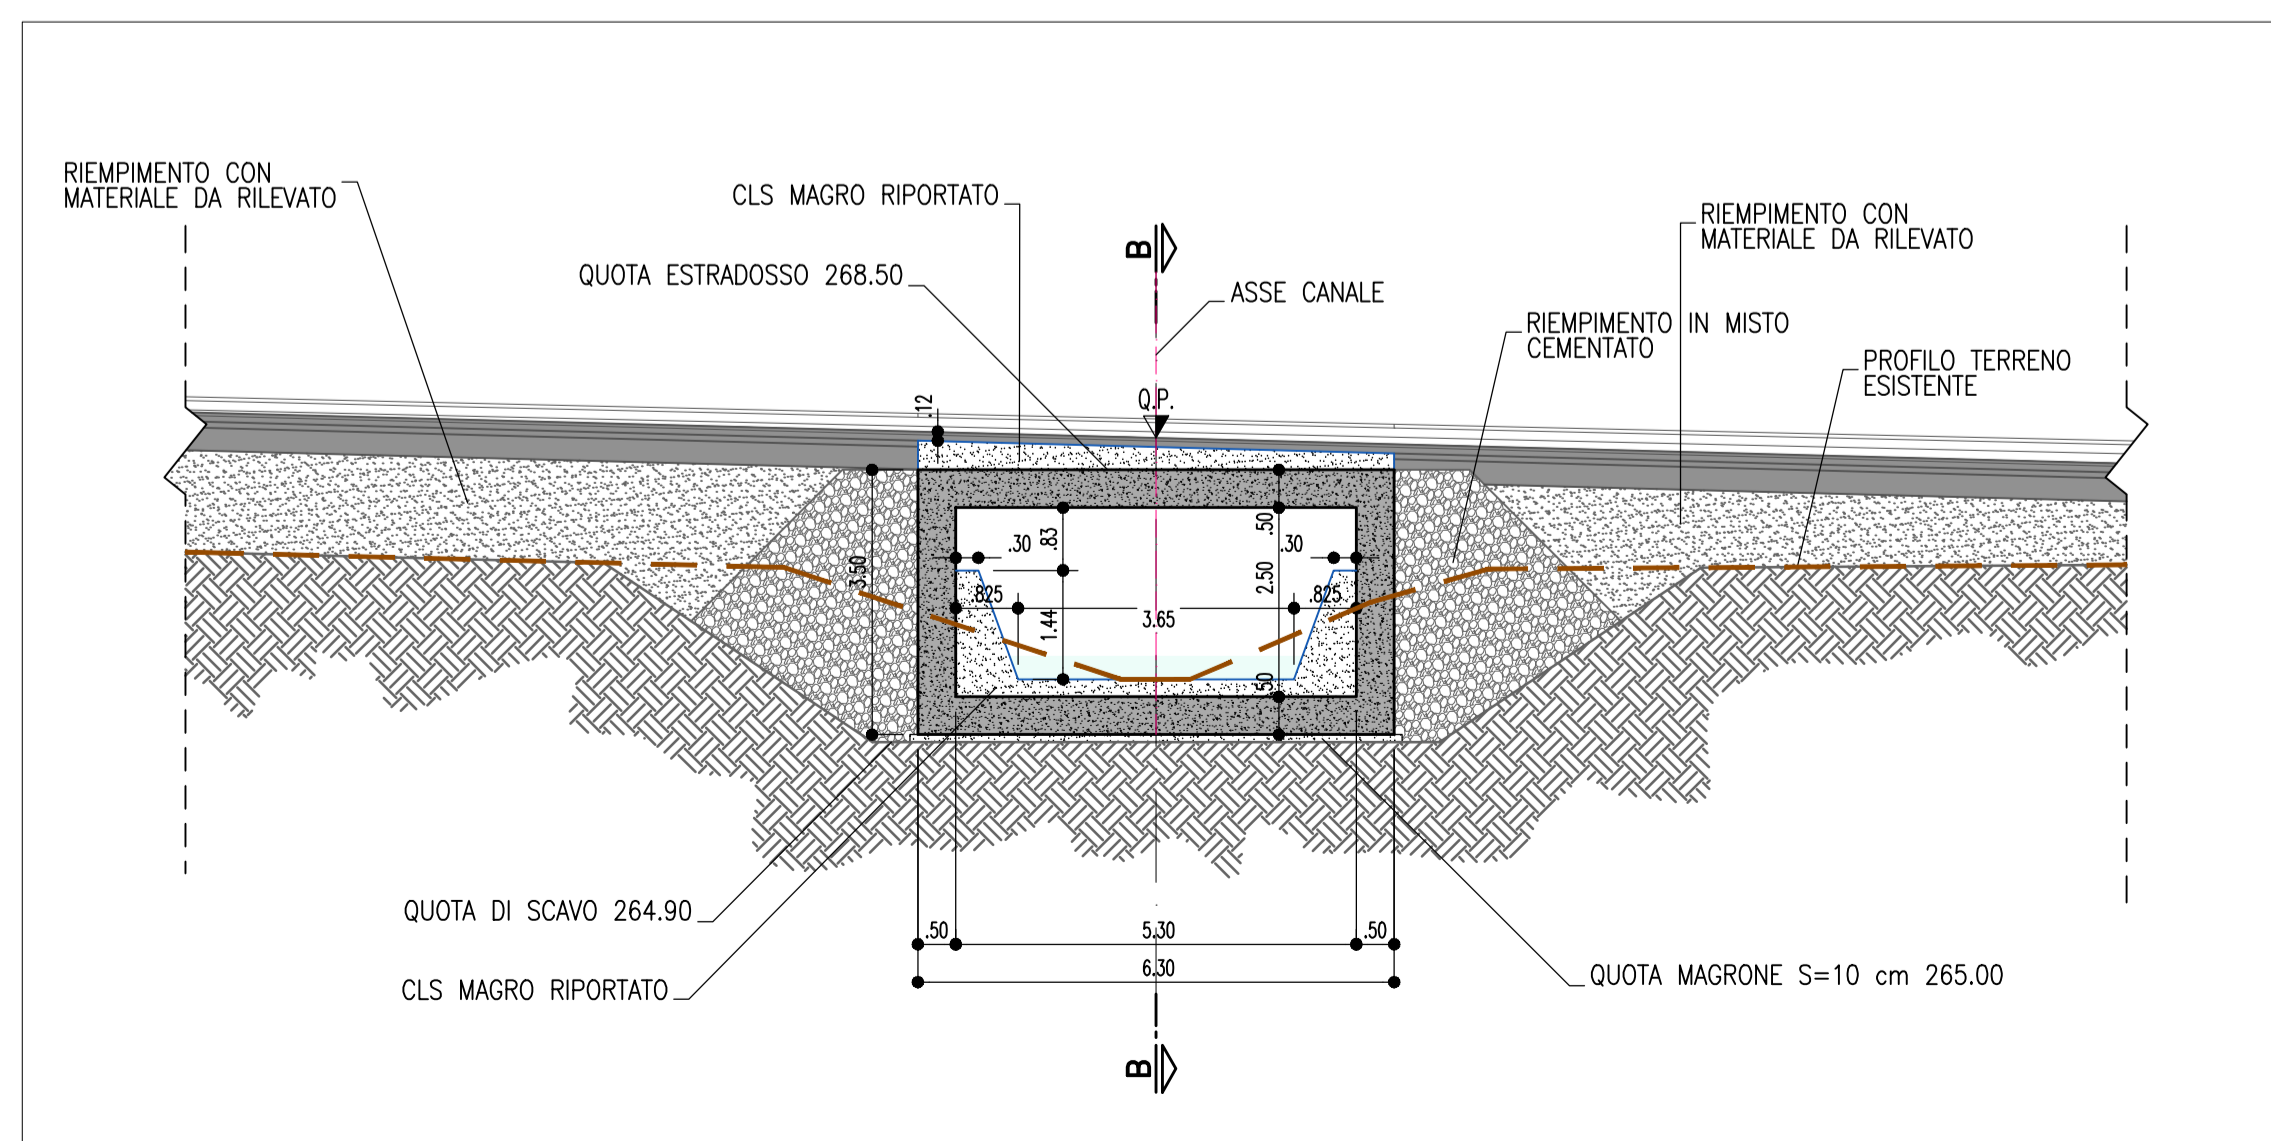 RIEMPIMENTO CON
MATERIALE DA RILEVATO
CLS MAGRO RIPORTATO
RIEMPIMENTO CON
MATERIALE DA RILEVATO
B
QUOTA ESTRADOSSO 268.50
ASSE CANALE
RIEMPIMENTO IN MISTO
CEMENTATO
PROFILO TERRENO
ESISTENTE
.12
Q.P.
.50
.30
.83
.30
3.50
2.50
.825
.825
1.44
3.65
.50
QUOTA DI SCAVO 264.90
.50
5.30
.50
6.30
CLS MAGRO RIPORTATO
QUOTA MAGRONE S=10 cm 265.00
B